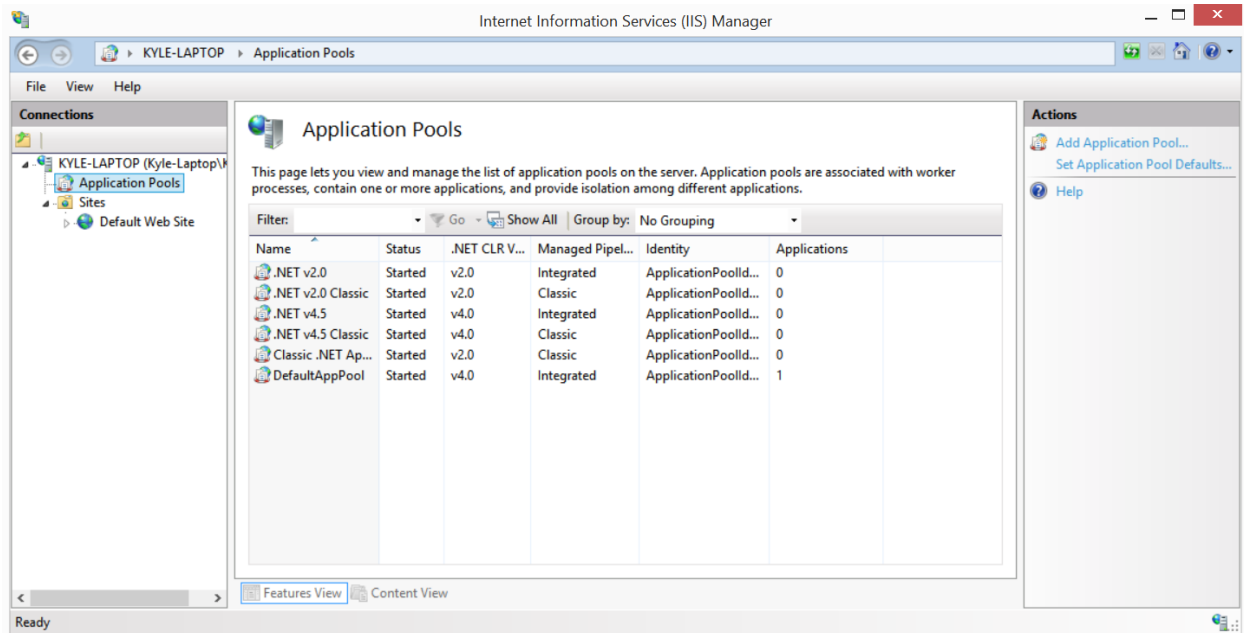 Internet Information Services (IIS) Manager
KYLE-LAPTOP Application Pools
File View Help
Connections
KYLE-LAPTOP (Kyle-Laptop\K
Application Pools
Sites
Default Web Site
Application Pools
This page lets you view and manage the list of application pools on the server. Application pools are associated with worker
processes, contain one or more applications, and provide isolation among different applications.
Filter: Go Show All Group by: No Grouping
Name Status .NET CLR V... Managed Pipel... Identity Applications
.NET v2.0 Started v2.0 Integrated ApplicationPoolId... 0
.NET v2.0 Classic Started v2.0 Classic ApplicationPoolId... 0
.NET v4.5 Started v4.0 Integrated ApplicationPoolId... 0
.NET v4.5 Classic Started v4.0 Classic ApplicationPoolId... 0
Classic .NET Ap... Started v2.0 Classic ApplicationPoolId... 0
DefaultAppPool Started v4.0 Integrated ApplicationPoolId... 1
Features View Content View
Actions
Add Application Pool...
Set Application Pool Defaults...
Help
Ready